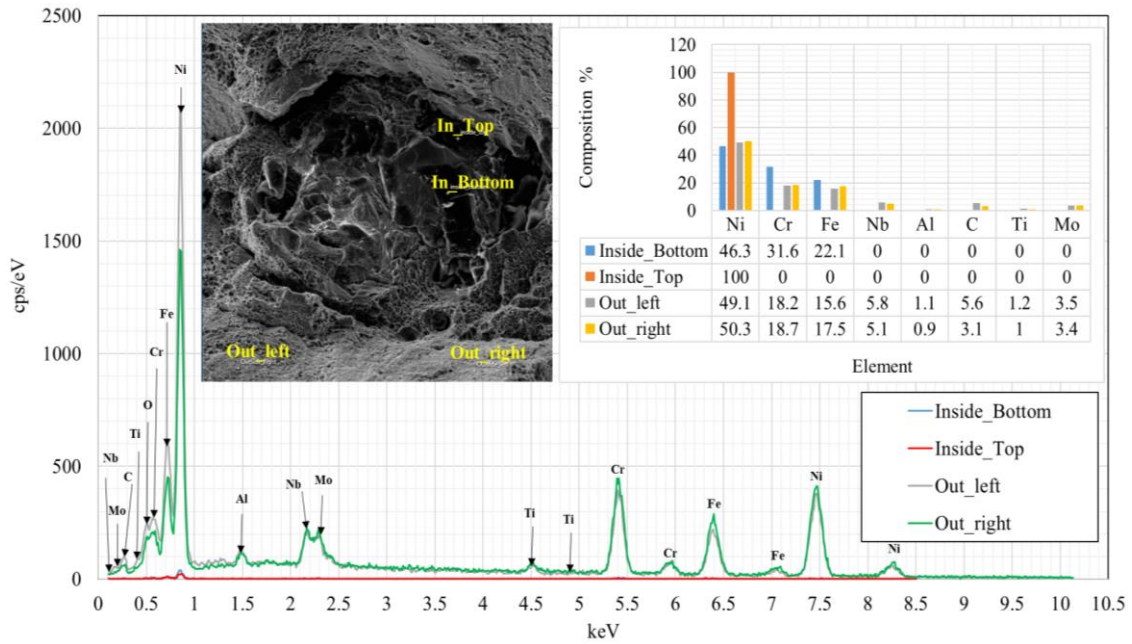 2500
2000
1500
1000
500
0
cps/eV
0 0.5 1 1.5 2 2.5 3 3.5 4 4.5 5 5.5 6 6.5 7 7.5 8 8.5 9 9.5 10 10.5
keV
Nb
Mo
C
Ti
O
Cr
Fe
Ni
Al
Nb
Mo
Ti
Ti
Cr
Cr
Fe
Fe
Ni
Ni
In_Top
In_Bottom
Out_left
Out_right
Composition %
120
100
80
60
40
20
0
Ni Cr Fe Nb Al C Ti Mo
Inside_Bottom 46.3 31.6 22.1 0 0 0 0 0
Inside_Top 100 0 0 0 0 0 0 0
Out_left 49.1 18.2 15.6 5.8 1.1 5.6 1.2 3.5
Out_right 50.3 18.7 17.5 5.1 0.9 3.1 1 3.4
Element
Inside_Bottom
Inside_Top
Out_left
Out_right